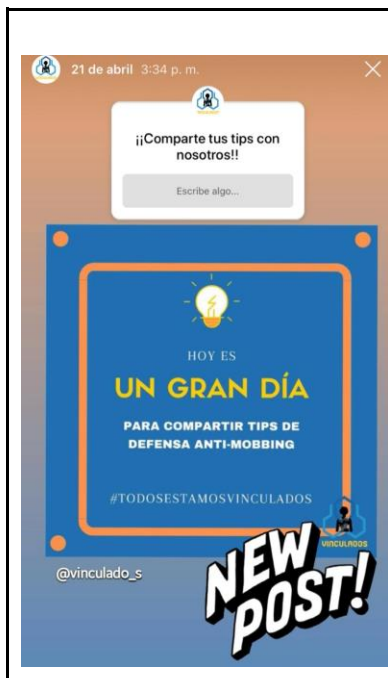 21 de abril 3:34 p. m.
¡¡Comparte tus tips con
nosotros!!
Escribe algo...
HOY ES
UN GRAN DÍA
PARA COMPARTIR TIPS DE
DEFENSA ANTI-MOBBING
#TODOSESTAMOSVINCULADOS
VINCULADOS
@vinculado_s
NEW
POST!